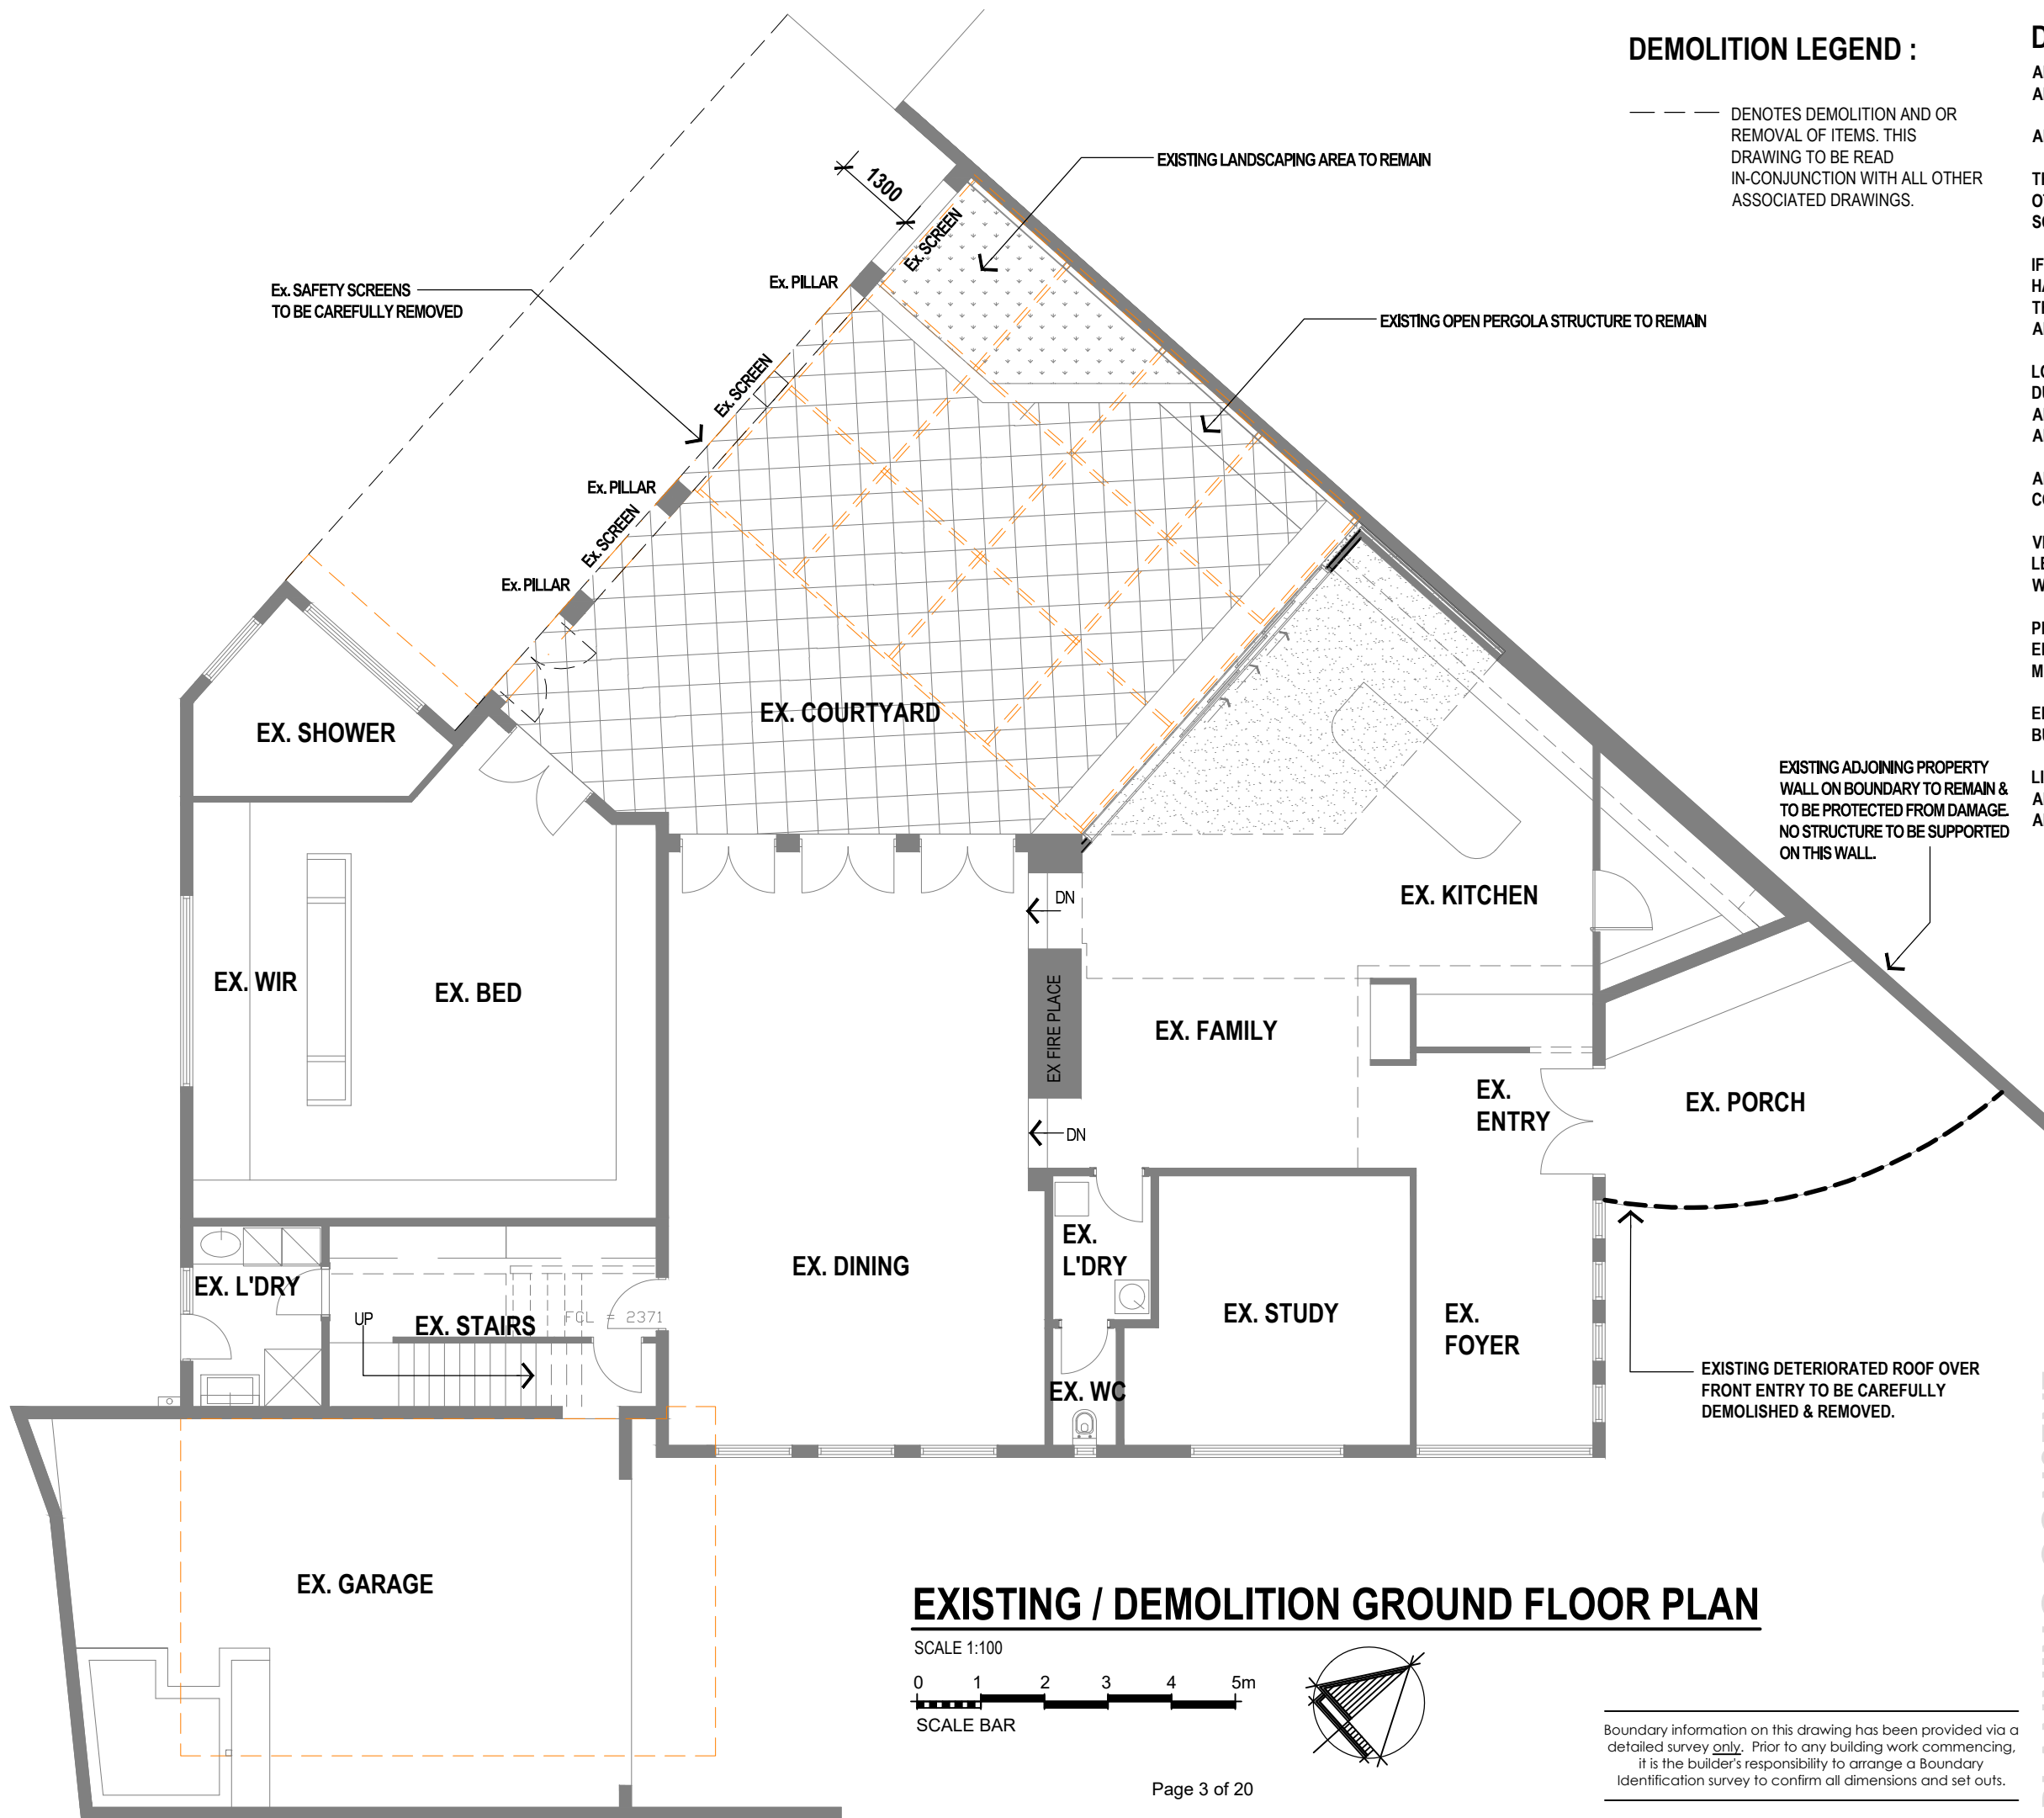 DEMOLITION LEGEND :
DENOTES DEMOLITION AND OR
REMOVAL OF ITEMS. THIS
DRAWING TO BE READ
IN-CONJUNCTION WITH ALL OTHER
ASSOCIATED DRAWINGS.
EXISTING LANDSCAPING AREA TO REMAIN
1300
Ex. SCREEN
Ex. PILLAR
Ex. SAFETY SCREENS
TO BE CAREFULLY REMOVED
EXISTING OPEN PERGOLA STRUCTURE TO REMAIN
Ex. SCREEN
Ex. PILLAR
Ex. SCREEN
Ex. PILLAR
EX. COURTYARD
EX. SHOWER
EXISTING ADJOINING PROPERTY
WALL ON BOUNDARY TO REMAIN &
TO BE PROTECTED FROM DAMAGE.
NO STRUCTURE TO BE SUPPORTED
ON THIS WALL.
DN
EX. KITCHEN
EX. WIR
EX. BED
EX FIRE PLACE
EX. FAMILY
EX.
ENTRY
EX. PORCH
DN
EX.
L'DRY
EX. DINING
EX. L'DRY
UP
EX. STAIRS
FCL = 2371
EX. STUDY
EX.
FOYER
EX. WC
EXISTING DETERIORATED ROOF OVER
FRONT ENTRY TO BE CAREFULLY
DEMOLISHED & REMOVED.
EX. GARAGE
EXISTING / DEMOLITION GROUND FLOOR PLAN
SCALE 1:100
0 1 2 3 4 5m
SCALE BAR
Page 3 of 20
Boundary information on this drawing has been provided via a
detailed survey only. Prior to any building work commencing,
it is the builder's responsibility to arrange a Boundary
Identification survey to confirm all dimensions and set outs.